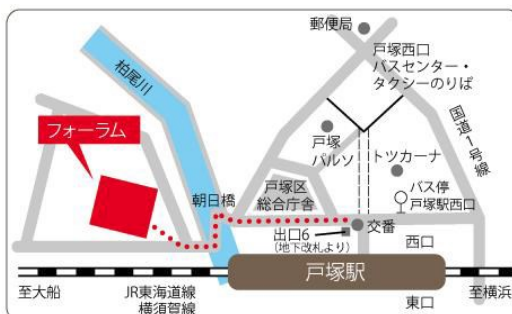 郵便局
戸塚西口
バスセンター・
タクシーのりば
柏尾川
国道1号線
フォーラム
戸塚
パルソ
トツカーナ
戸塚区
総合庁舎
バス停
戸塚駅西口
朝日橋
交番
出口6
(地下改札より)
西口
戸塚駅
至大船
JR東海道線
横須賀線
東口
至横浜